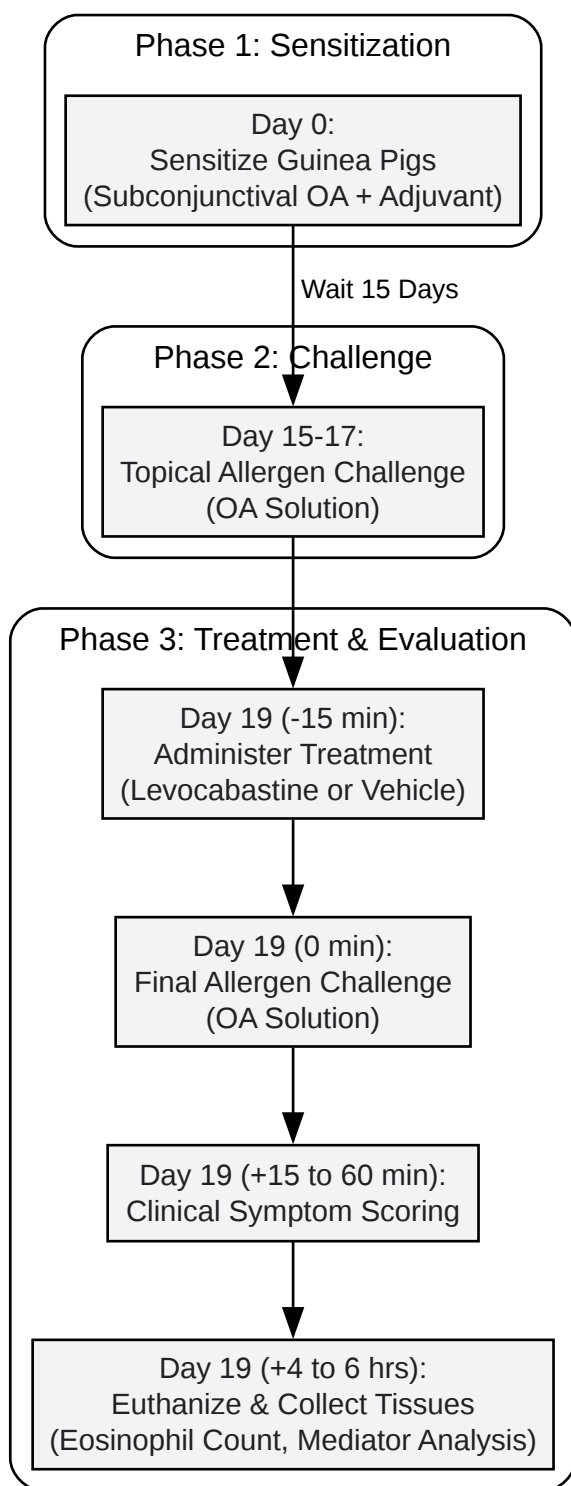 Phase 1: Sensitization
Day 0:
Sensitize Guinea Pigs
(Subconjunctival OA + Adjuvant)
Wait 15 Days
Phase 2: Challenge
Day 15-17:
Topical Allergen Challenge
(OA Solution)
Phase 3: Treatment & Evaluation
Day 19 (-15 min):
Administer Treatment
(Levocabastine or Vehicle)
Day 19 (0 min):
Final Allergen Challenge
(OA Solution)
Day 19 (+15 to 60 min):
Clinical Symptom Scoring
Day 19 (+4 to 6 hrs):
Euthanize & Collect Tissues
(Eosinophil Count, Mediator Analysis)